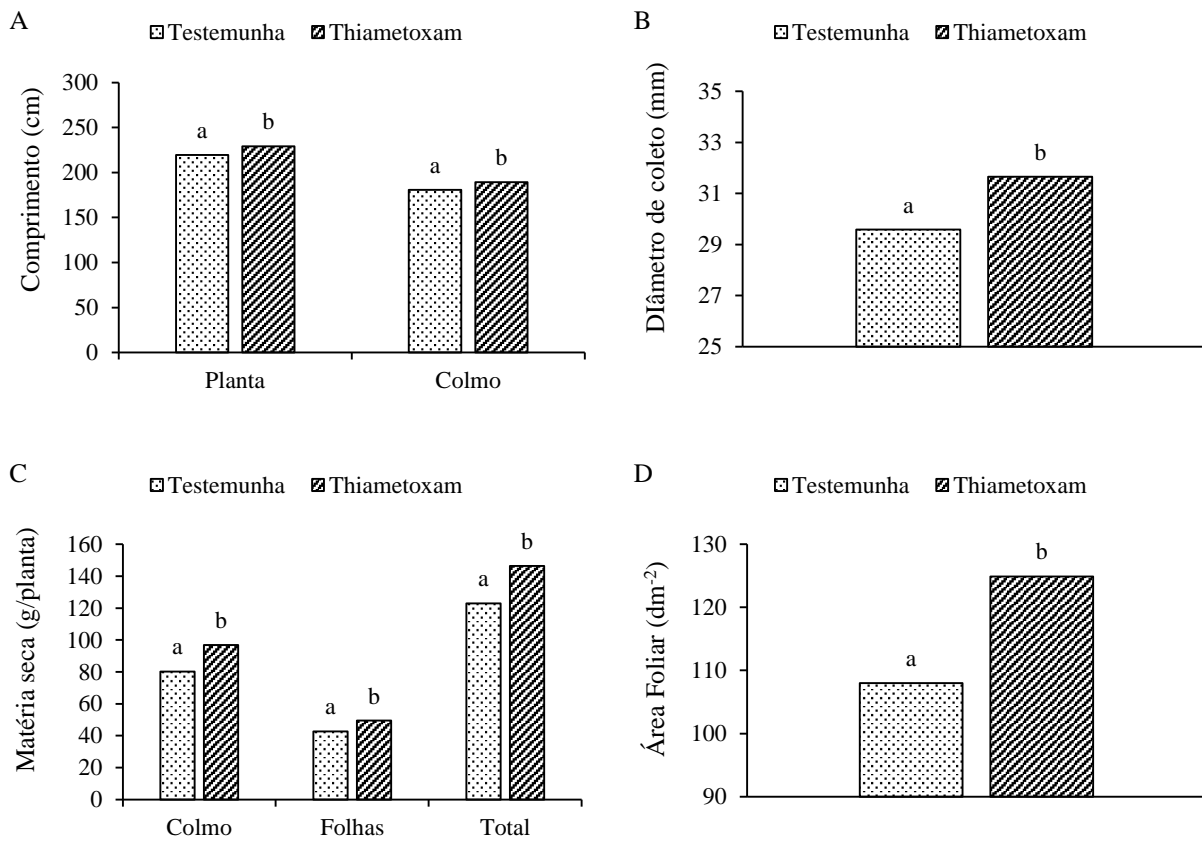 A
Testemunha Thiametoxam
Comprimento (cm)
300
250
200
150
100
50
0
a b a b
Planta Colmo
B
Testemunha Thiametoxam
DIâmetro de coleto (mm)
35
33
31
29
27
25
a b
C
Testemunha Thiametoxam
Matéria seca (g/planta)
160
140
120
100
80
60
40
20
0
a b a b a b
Colmo Folhas Total
D
Testemunha Thiametoxam
Área Foliar (dm⁻²)
130
120
110
100
90
a b